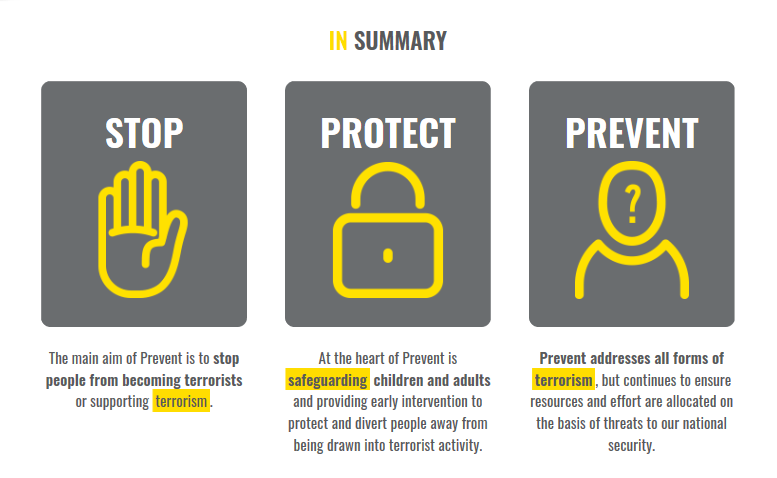 IN SUMMARY
STOP
The main aim of Prevent is to stop
people from becoming terrorists
or supporting terrorism.
PROTECT
At the heart of Prevent is
safeguarding children and adults
and providing early intervention to
protect and divert people away from
being drawn into terrorist activity.
PREVENT
?
Prevent addresses all forms of
terrorism, but continues to ensure
resources and effort are allocated on
the basis of threats to our national
security.